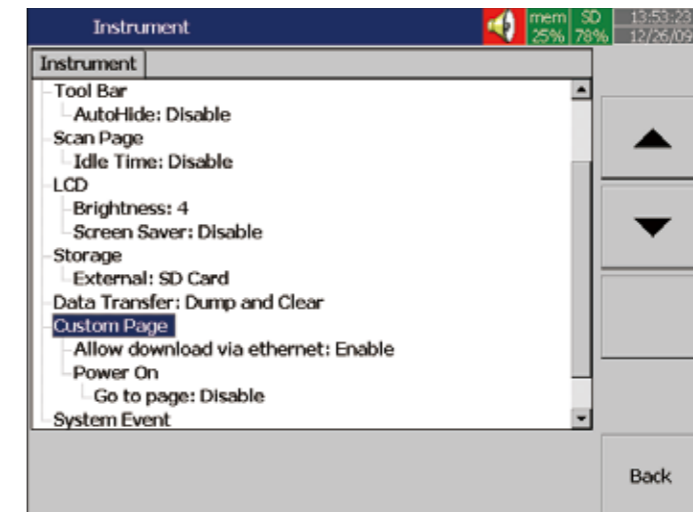 Instrument
mem SD 13:53:23
25% 78% 12/26/09
Instrument
Tool Bar
AutoHide: Disable
Scan Page
Idle Time: Disable
LCD
Brightness: 4
Screen Saver: Disable
Storage
External: SD Card
Data Transfer: Dump and Clear
Custom Page
Allow download via ethernet: Enable
Power On
Go to page: Disable
System Event
Back